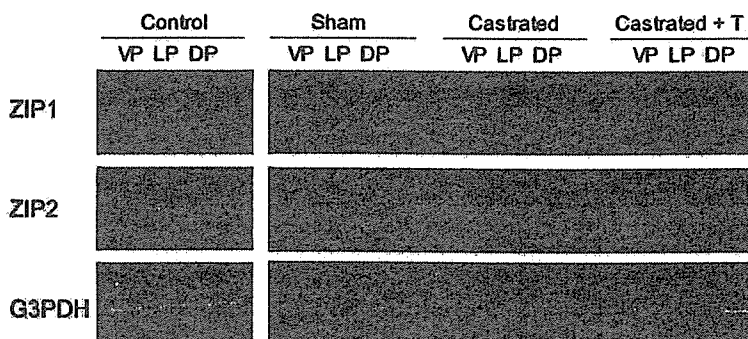 Control Sham Castrated Castrated + T
VP LP DP VP LP DP VP LP DP VP LP DP
ZIP1
ZIP2
G3PDH